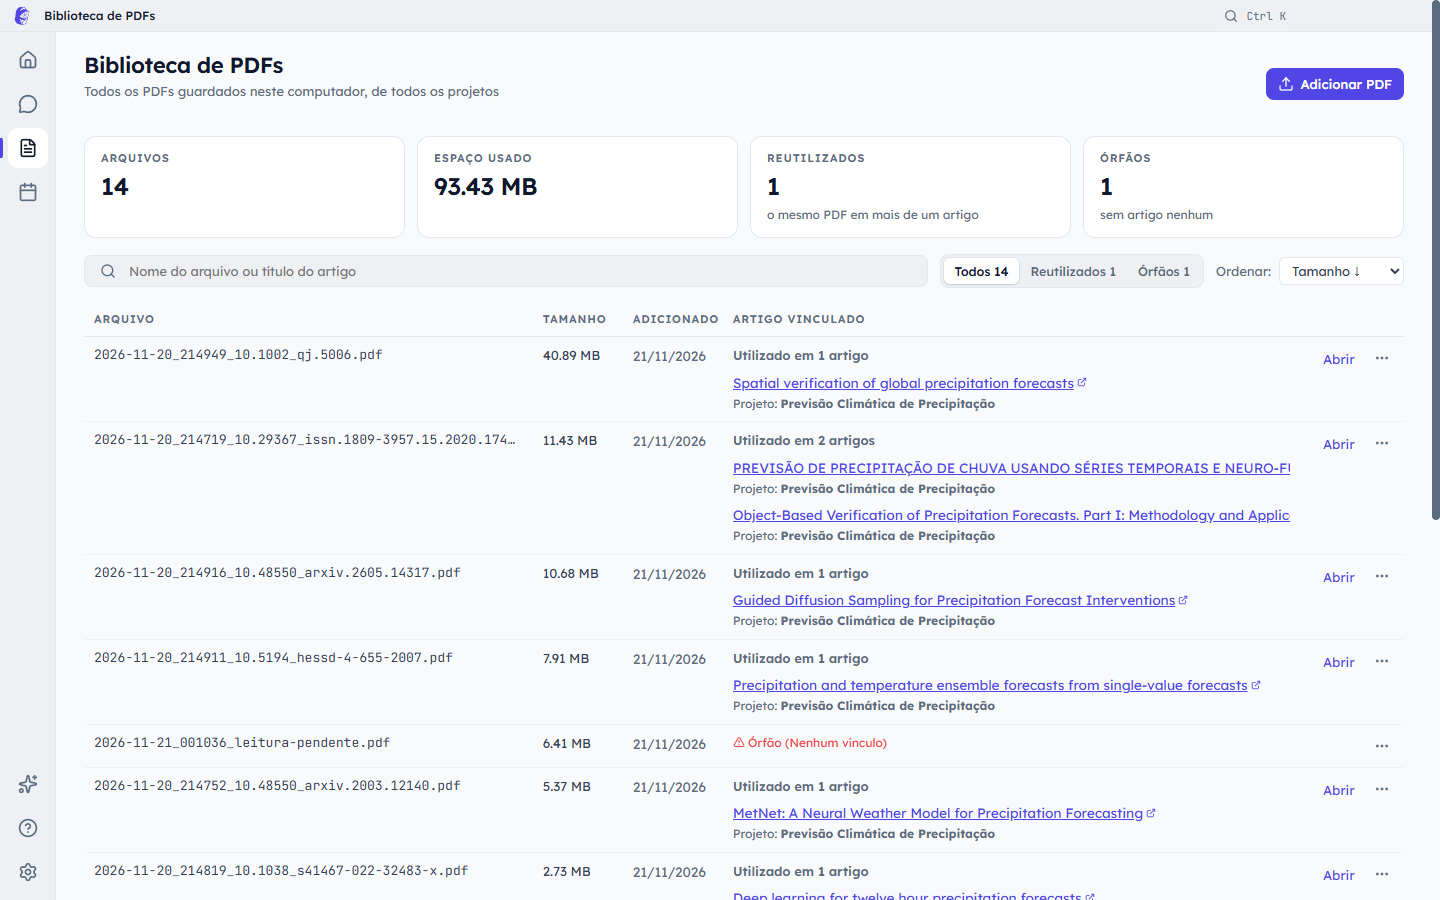 Biblioteca de PDFs
Ctrl K
Biblioteca de PDFs
Todos os PDFs guardados neste computador, de todos os projetos
Adicionar PDF
ARQUIVOS
14
ESPAÇO USADO
93.43 MB
REUTILIZADOS
1
o mesmo PDF em mais de um artigo
ÓRFÃOS
1
sem artigo nenhum
Nome do arquivo ou título do artigo
Todos 14
Reutilizados 1
Órfãos 1
Ordenar:
Tamanho ↓
ARQUIVO TAMANHO ADICIONADO ARTIGO VINCULADO
2026-11-20_214949_10.1002_qj.5006.pdf 40.89 MB 21/11/2026 Utilizado em 1 artigo Abrir ···
Spatial verification of global precipitation forecasts
Projeto: Previsão Climática de Precipitação
2026-11-20_214719_10.29367_issn.1809-3957.15.2020.174… 11.43 MB 21/11/2026 Utilizado em 2 artigos Abrir ···
PREVISÃO DE PRECIPITAÇÃO DE CHUVA USANDO SÉRIES TEMPORAIS E NEURO-FU
Projeto: Previsão Climática de Precipitação
Object-Based Verification of Precipitation Forecasts. Part I: Methodology and Applic
Projeto: Previsão Climática de Precipitação
2026-11-20_214916_10.48550_arxiv.2605.14317.pdf 10.68 MB 21/11/2026 Utilizado em 1 artigo Abrir ···
Guided Diffusion Sampling for Precipitation Forecast Interventions
Projeto: Previsão Climática de Precipitação
2026-11-20_214911_10.5194_hessd-4-655-2007.pdf 7.91 MB 21/11/2026 Utilizado em 1 artigo Abrir ···
Precipitation and temperature ensemble forecasts from single-value forecasts
Projeto: Previsão Climática de Precipitação
2026-11-21_001036_leitura-pendente.pdf 6.41 MB 21/11/2026 Órfão (Nenhum vínculo) ···
2026-11-20_214752_10.48550_arxiv.2003.12140.pdf 5.37 MB 21/11/2026 Utilizado em 1 artigo Abrir ···
MetNet: A Neural Weather Model for Precipitation Forecasting
Projeto: Previsão Climática de Precipitação
2026-11-20_214819_10.1038_s41467-022-32483-x.pdf 2.73 MB 21/11/2026 Utilizado em 1 artigo Abrir ···
Deep learning for twelve hour precipitation forecasts